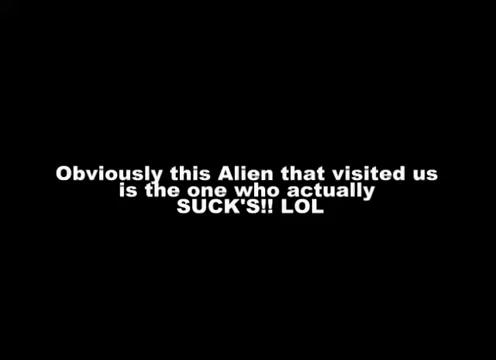 Obviously this Alien that visited us
is the one who actually
SUCK'S!! LOL